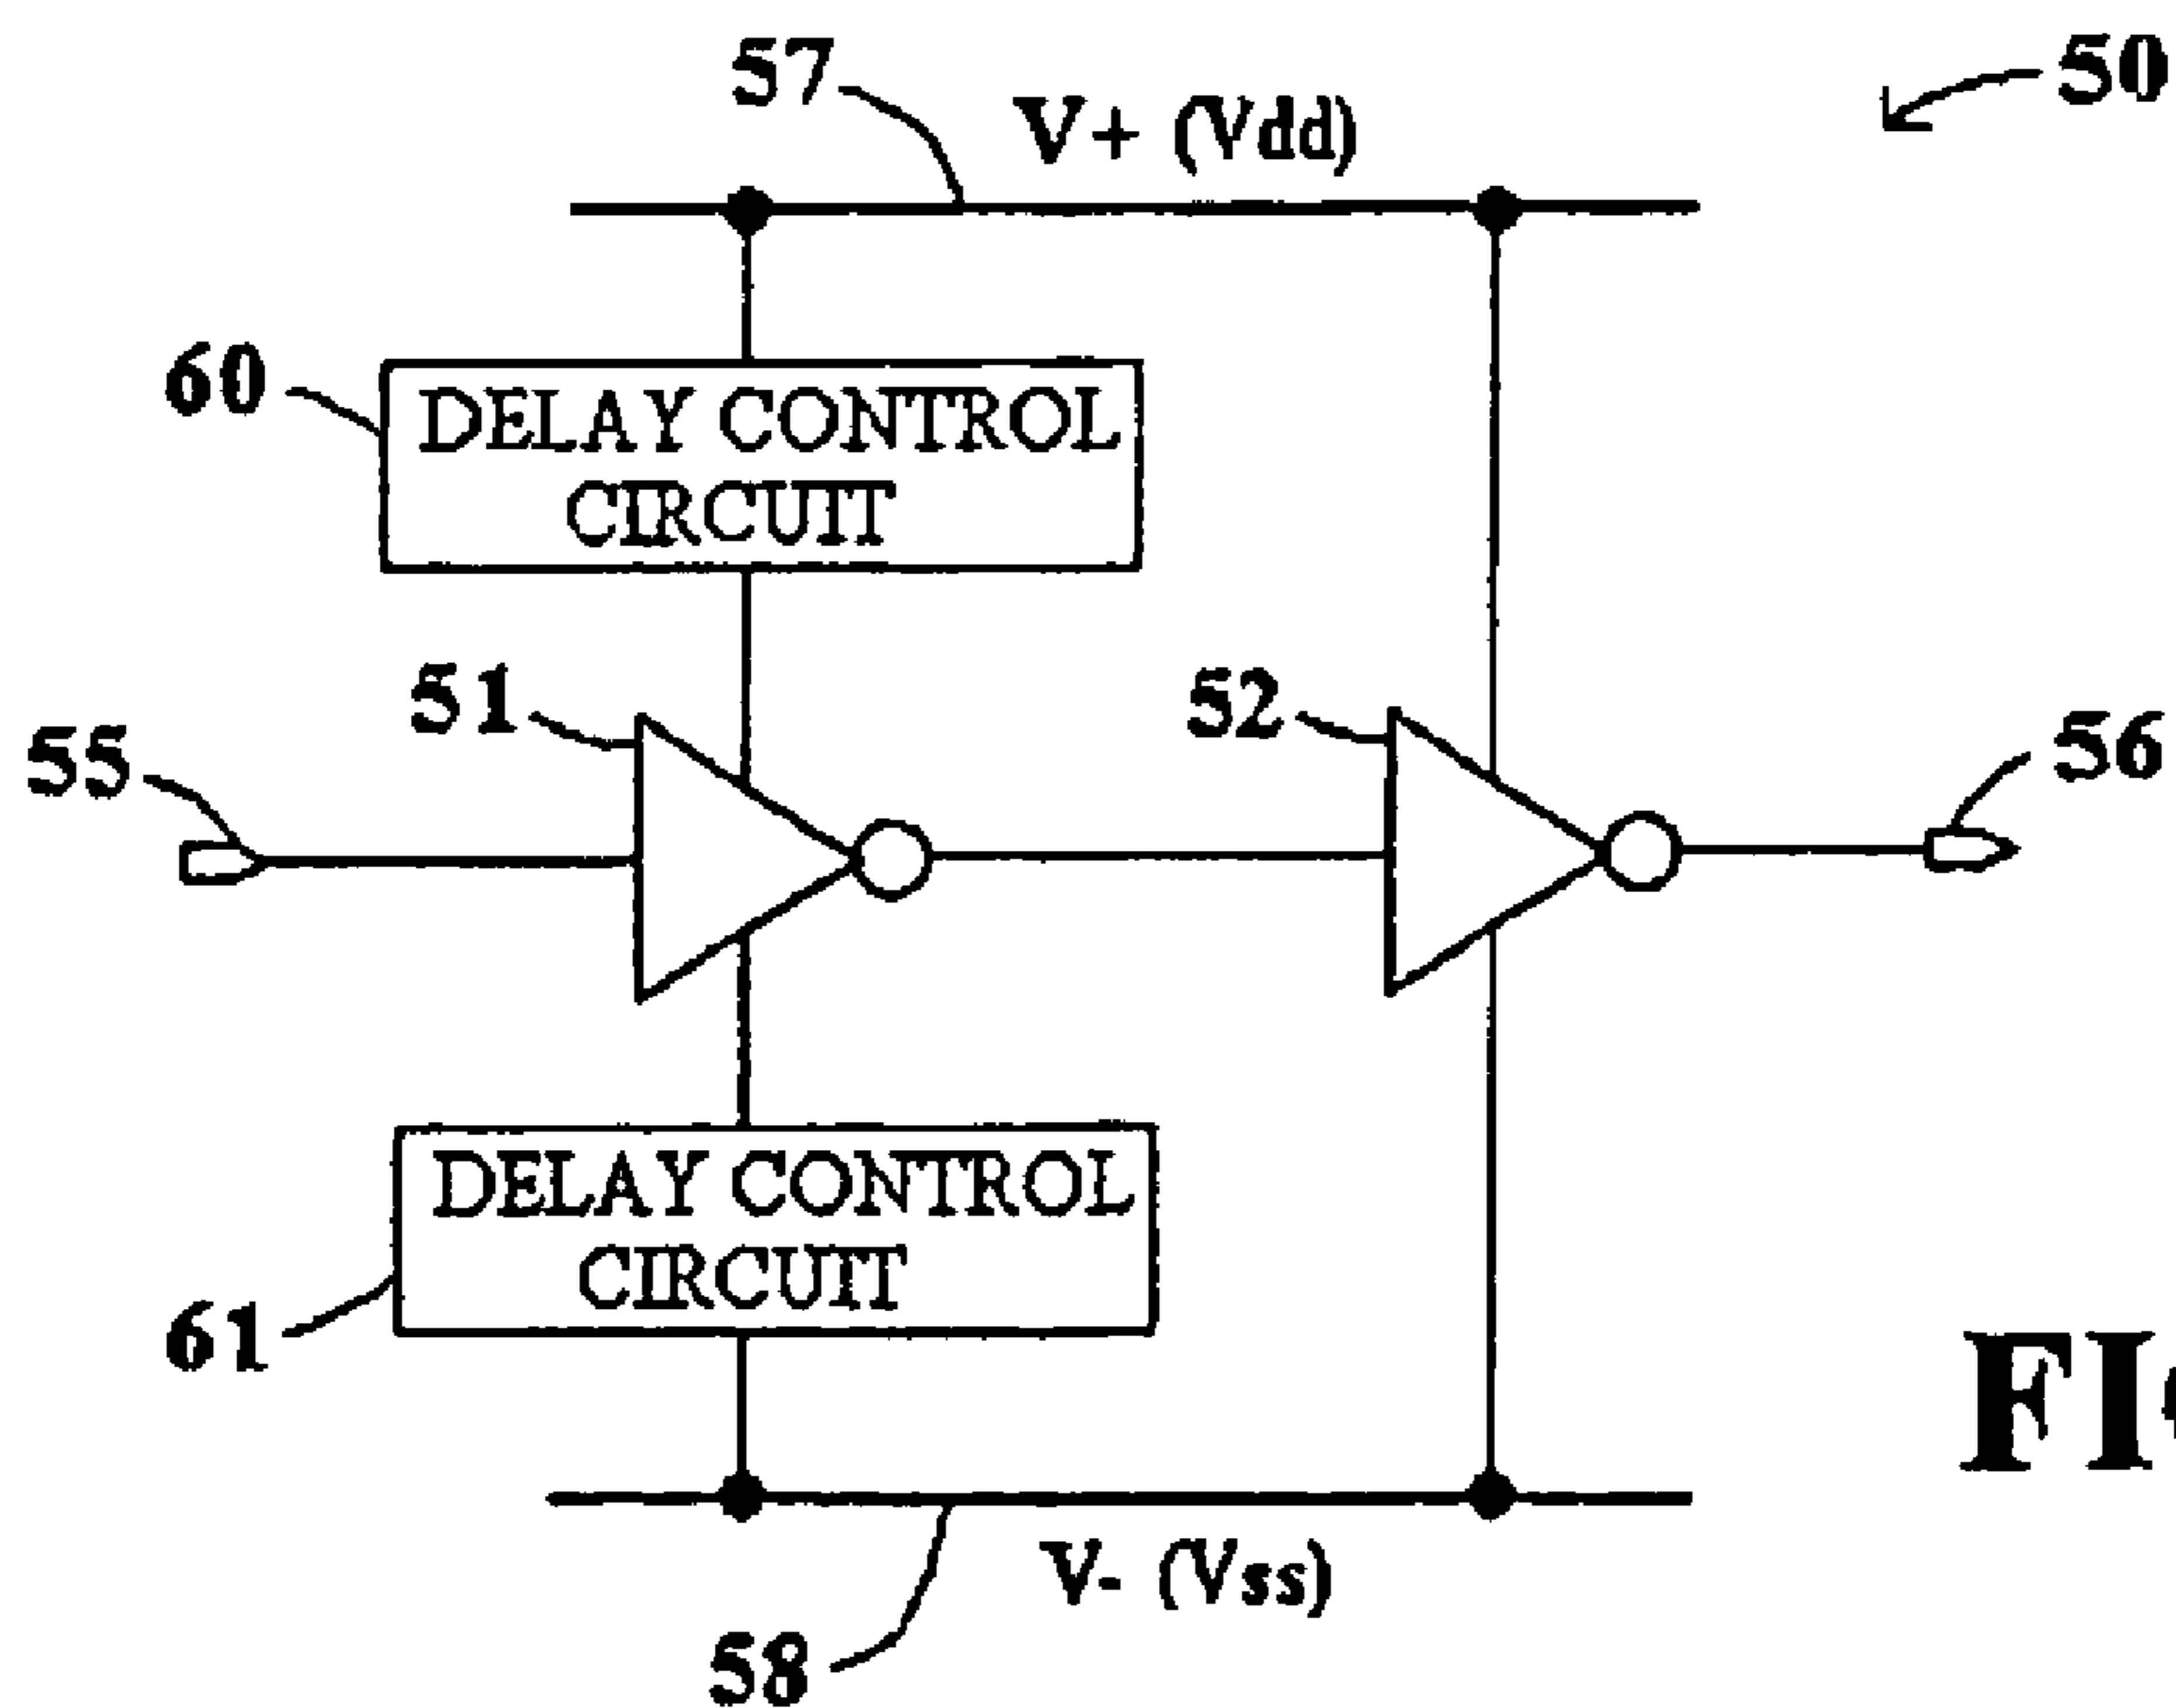 57
50
V+ (Vdd)
60
DELAY CONTROL
CIRCUIT
51
52
55
56
DELAY CONTROL
CIRCUIT
61
V- (Vss)
58